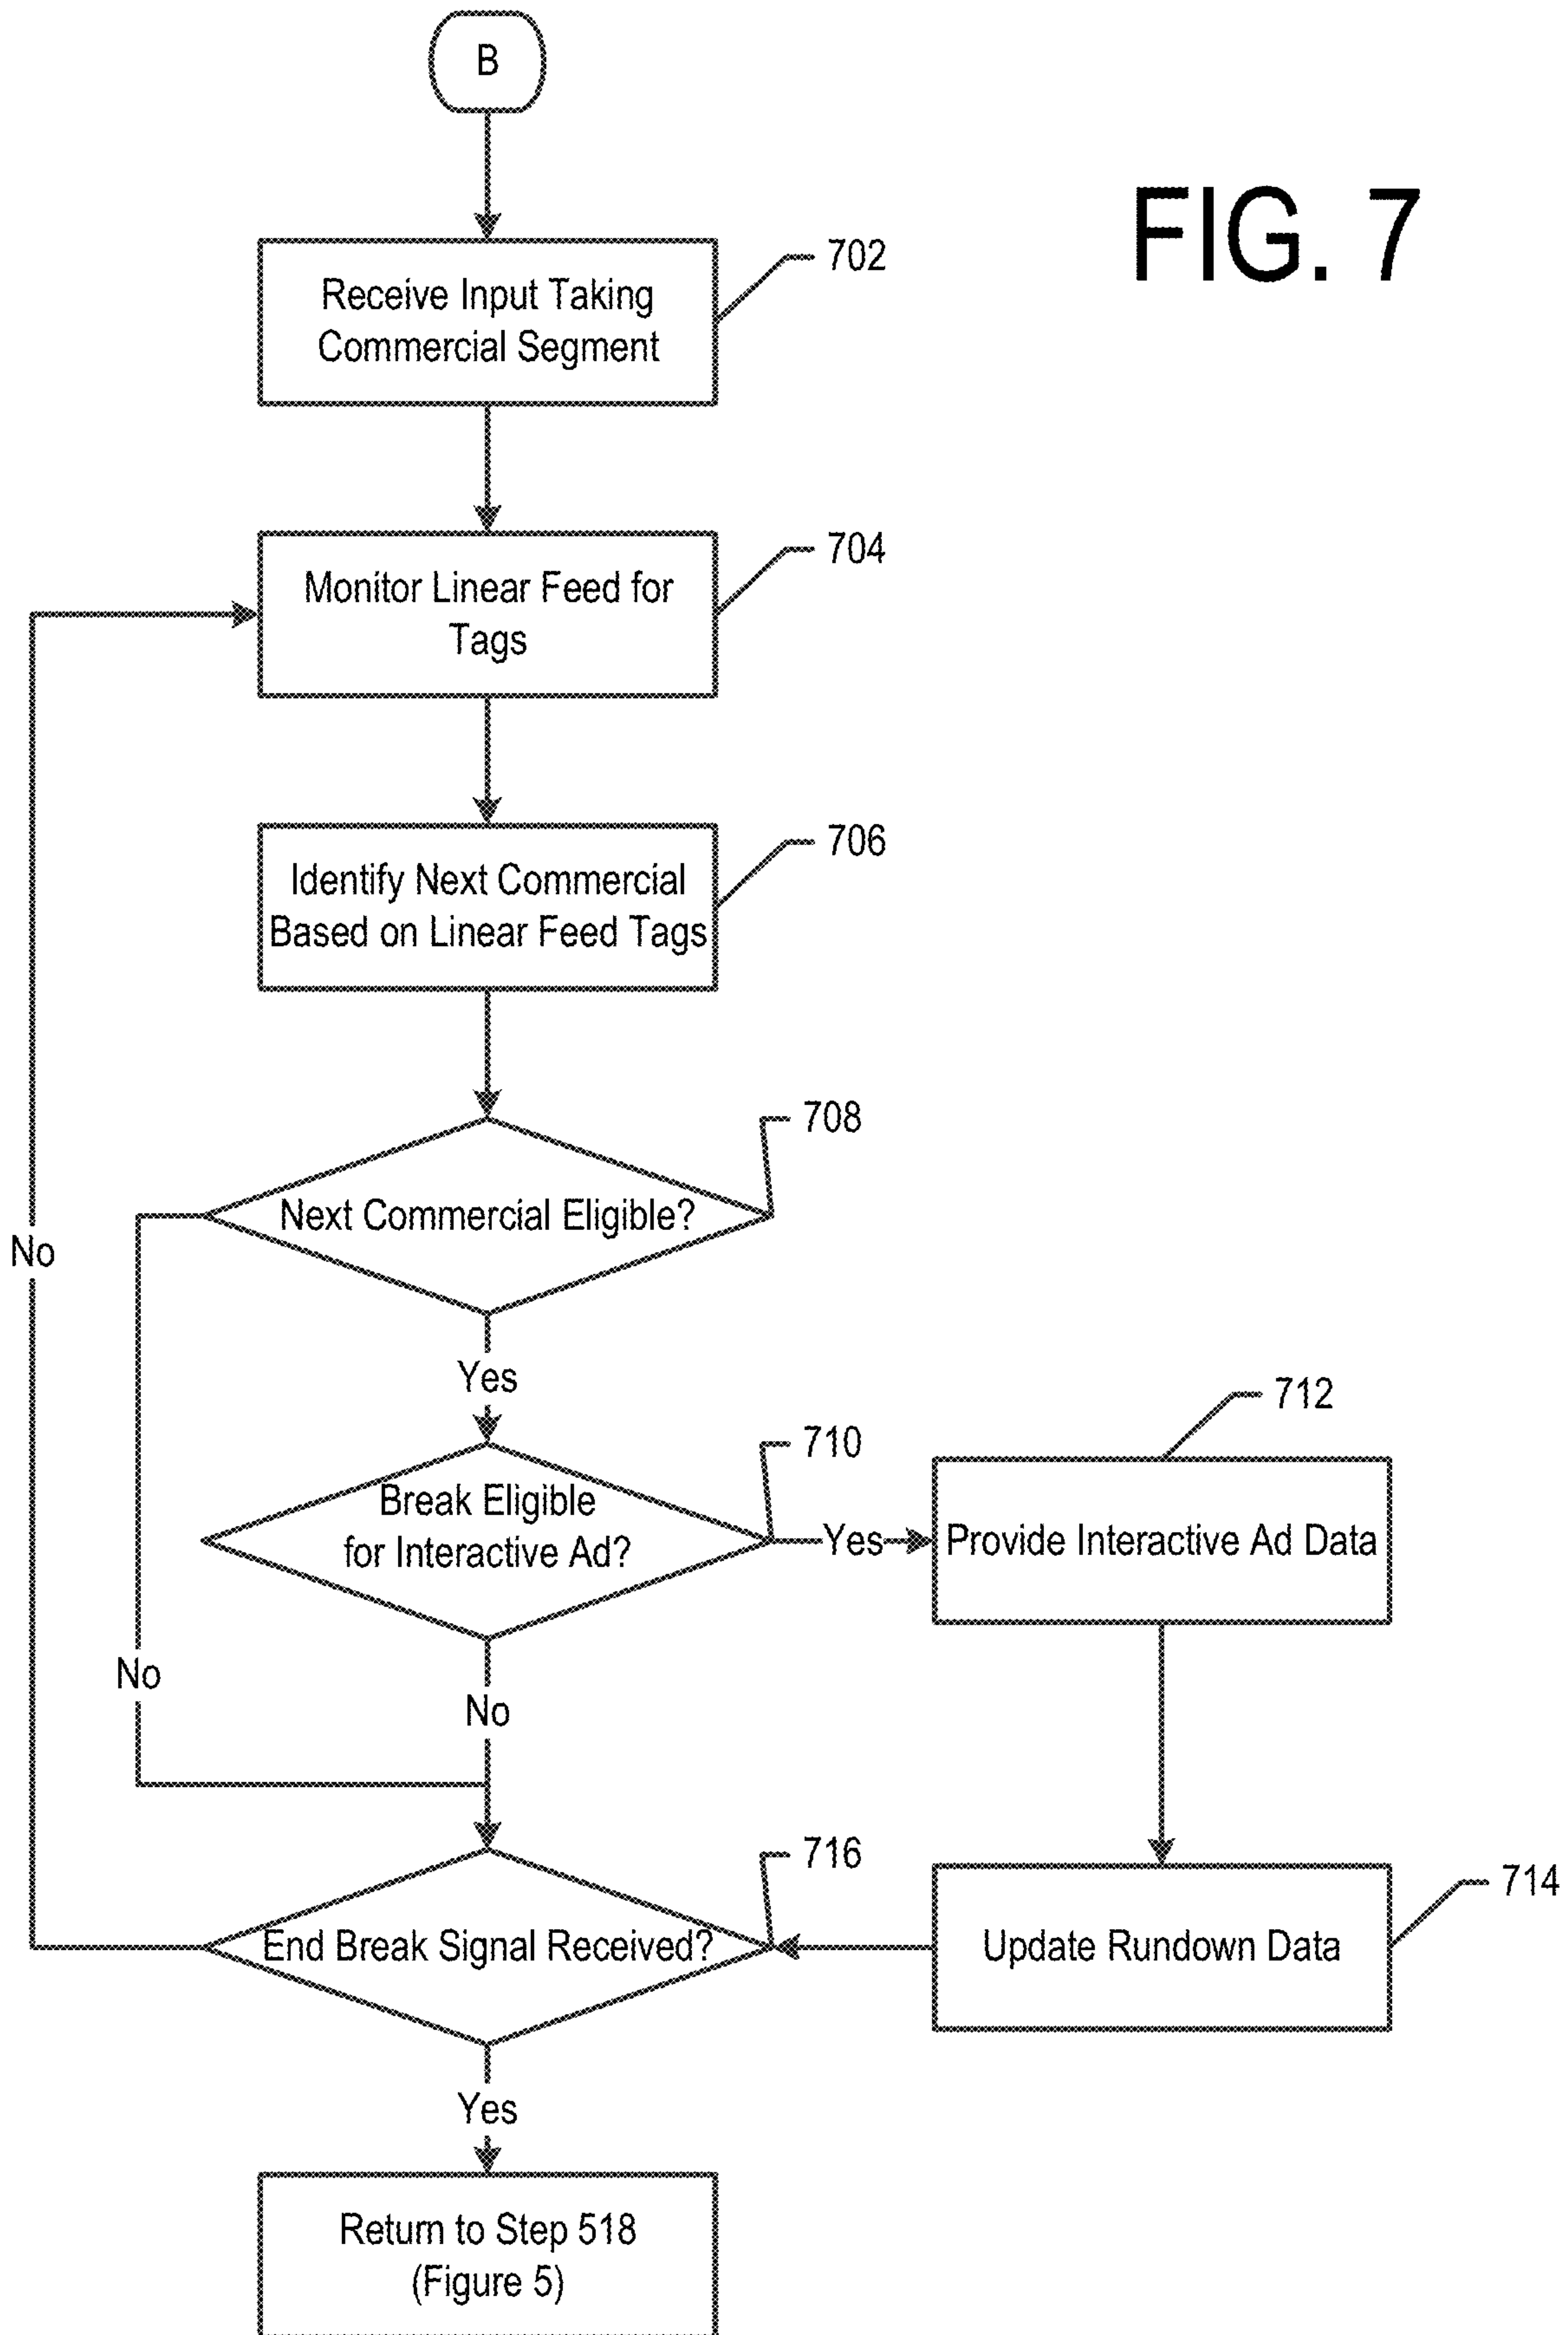 B
FIG. 7
702
Receive Input Taking
Commercial Segment
704
Monitor Linear Feed for
Tags
706
Identify Next Commercial
Based on Linear Feed Tags
708
Next Commercial Eligible?
No
Yes
712
710
Break Eligible
for Interactive Ad?
Yes
Provide Interactive Ad Data
No
No
716
714
End Break Signal Received?
Update Rundown Data
Yes
Return to Step 518
(Figure 5)